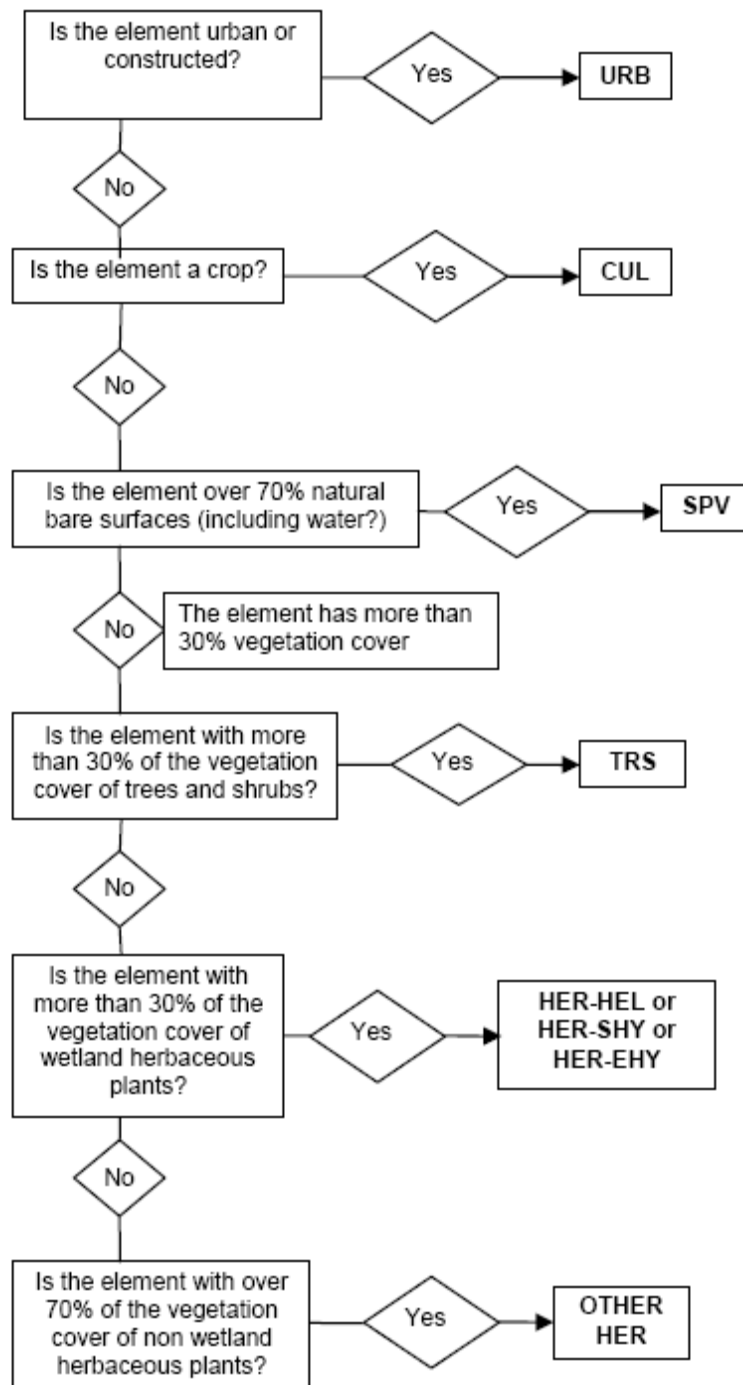 Is the element urban or
constructed?
Yes
URB
No
Is the element a crop?
Yes
CUL
No
Is the element over 70% natural
bare surfaces (including water?)
Yes
SPV
No
The element has more than
30% vegetation cover
Is the element with more
than 30% of the vegetation
cover of trees and shrubs?
Yes
TRS
No
Is the element with
more than 30% of the
vegetation cover of
wetland herbaceous
plants?
Yes
HER-HEL or
HER-SHY or
HER-EHY
No
Is the element with over
70% of the vegetation
cover of non wetland
herbaceous plants?
Yes
OTHER
HER